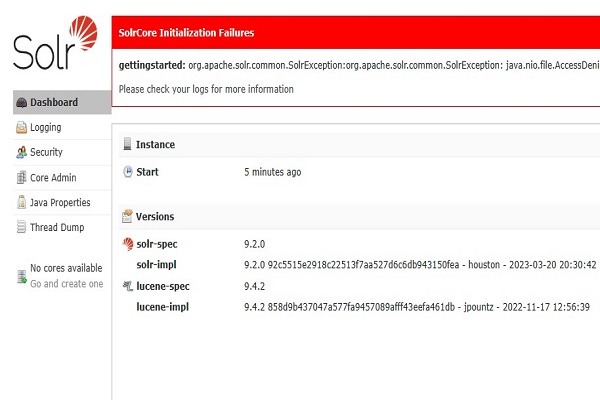 Solr
SolrCore Initialization Failures
gettingstarted: org.apache.solr.common.SolrException:org.apache.solr.common.SolrException: java.nio.file.AccessDeni
Please check your logs for more information
Dashboard
Logging
Security
Core Admin
Java Properties
Thread Dump
No cores available
Go and create one
Instance
Start 5 minutes ago
Versions
solr-spec 9.2.0
solr-impl 9.2.0 92c5515e2918c22513f7aa527d6c6db943150fea - houston - 2023-03-20 20:30:42
lucene-spec 9.4.2
lucene-impl 9.4.2 858d9b437047a577fa9457089afff43eefa461db - jpountz - 2022-11-17 12:56:39